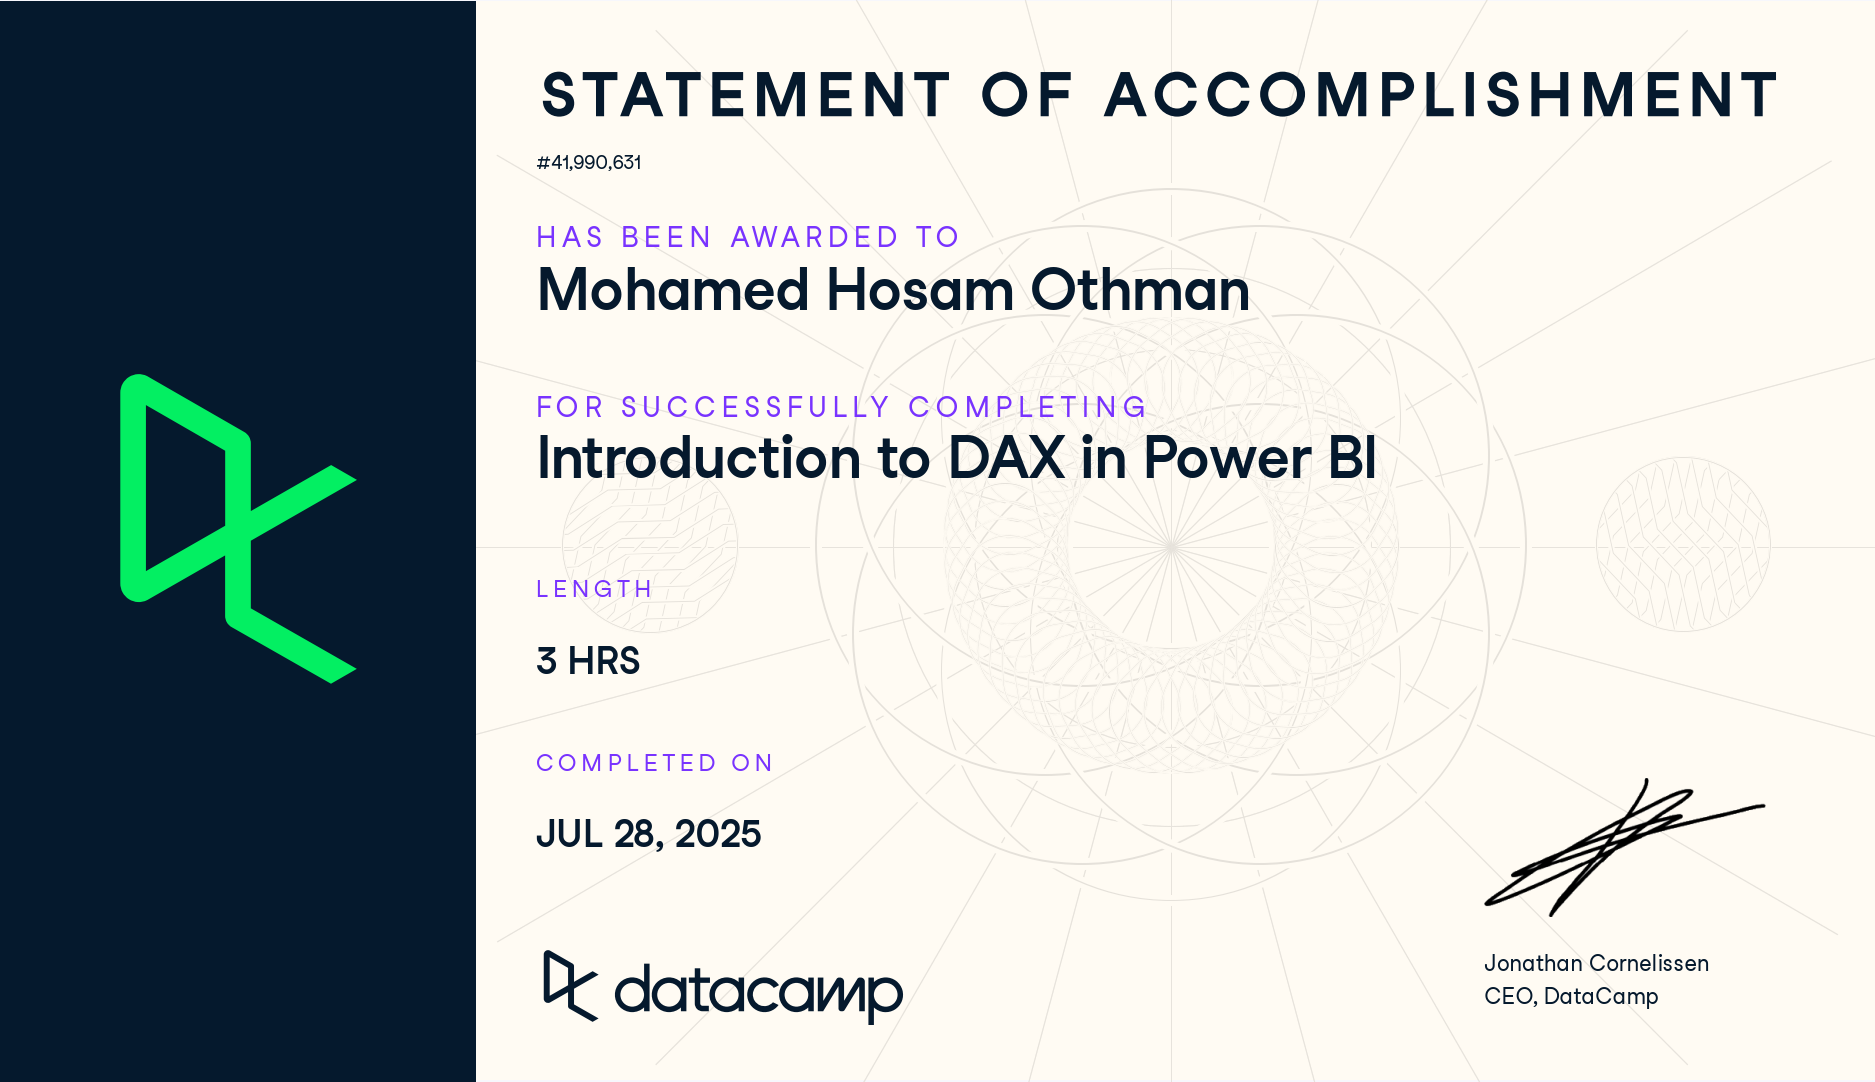 STATEMENT OF ACCOMPLISHMENT
#41,990,631
HAS BEEN AWARDED TO
Mohamed Hosam Othman
FOR SUCCESSFULLY COMPLETING
Introduction to DAX in Power BI
LENGTH
3 HRS
COMPLETED ON
JUL 28, 2025
datacamp
Jonathan Cornelissen
CEO, DataCamp